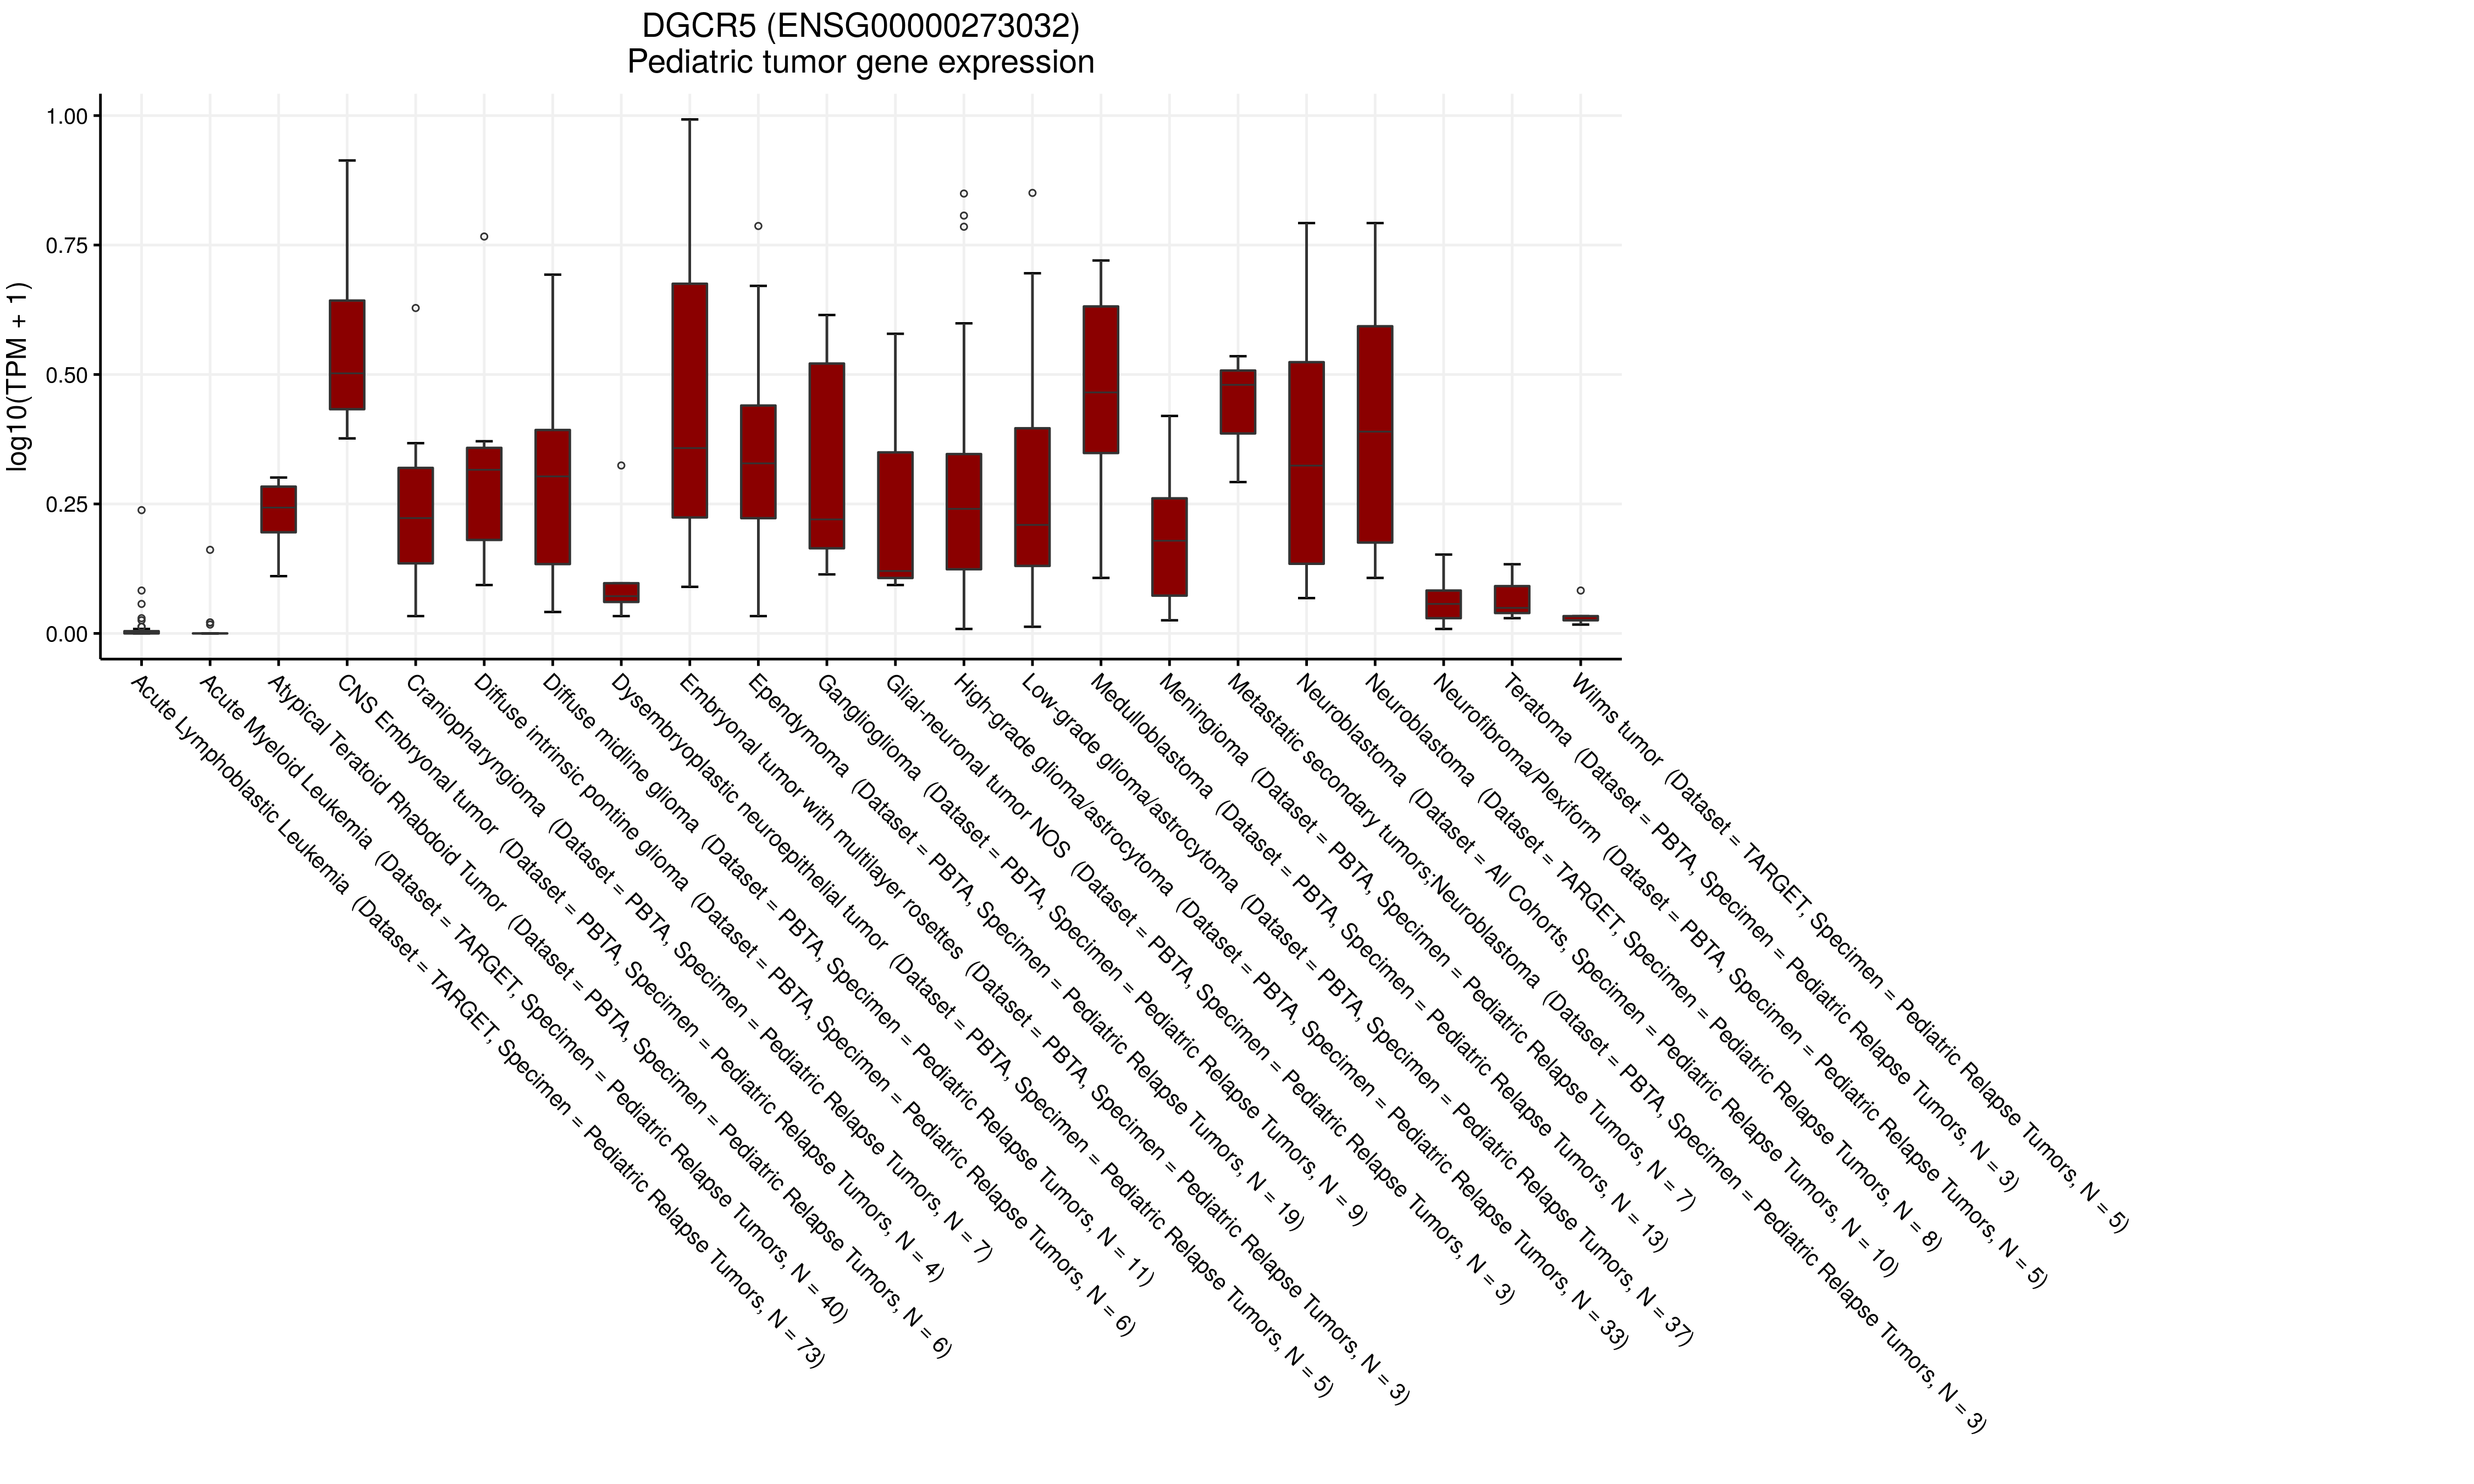 DGCR5 (ENSG00000273032)
Pediatric tumor gene expression
log10(TPM + 1)
1.00
0.75
0.50
0.25
0.00
Acute Lymphoblastic Leukemia (Dataset = TARGET, Specimen = Pediatric Relapse Tumors, N = 73)
Acute Myeloid Leukemia (Dataset = TARGET, Specimen = Pediatric Relapse Tumors, N = 40)
Atypical Teratoid Rhabdoid Tumor (Dataset = PBTA, Specimen = Pediatric Relapse Tumors, N = 6)
CNS Embryonal tumor (Dataset = PBTA, Specimen = Pediatric Relapse Tumors, N = 4)
Craniopharyngioma (Dataset = PBTA, Specimen = Pediatric Relapse Tumors, N = 7)
Diffuse intrinsic pontine glioma (Dataset = PBTA, Specimen = Pediatric Relapse Tumors, N = 6)
Diffuse midline glioma (Dataset = PBTA, Specimen = Pediatric Relapse Tumors, N = 11)
Dysembryoplastic neuroepithelial tumor (Dataset = PBTA, Specimen = Pediatric Relapse Tumors, N = 5)
Embryonal tumor with multilayer rosettes (Dataset = PBTA, Specimen = Pediatric Relapse Tumors, N = 3)
Ependymoma (Dataset = PBTA, Specimen = Pediatric Relapse Tumors, N = 19)
Ganglioglioma (Dataset = PBTA, Specimen = Pediatric Relapse Tumors, N = 9)
Glial-neuronal tumor NOS (Dataset = PBTA, Specimen = Pediatric Relapse Tumors, N = 3)
High-grade glioma/astrocytoma (Dataset = PBTA, Specimen = Pediatric Relapse Tumors, N = 33)
Low-grade glioma/astrocytoma (Dataset = PBTA, Specimen = Pediatric Relapse Tumors, N = 37)
Medulloblastoma (Dataset = PBTA, Specimen = Pediatric Relapse Tumors, N = 13)
Meningioma (Dataset = PBTA, Specimen = Pediatric Relapse Tumors, N = 7)
Metastatic secondary tumors;Neuroblastoma (Dataset = PBTA, Specimen = Pediatric Relapse Tumors, N = 3)
Neuroblastoma (Dataset = All Cohorts, Specimen = Pediatric Relapse Tumors, N = 10)
Neuroblastoma (Dataset = TARGET, Specimen = Pediatric Relapse Tumors, N = 8)
Neurofibroma/Plexiform (Dataset = PBTA, Specimen = Pediatric Relapse Tumors, N = 5)
Teratoma (Dataset = PBTA, Specimen = Pediatric Relapse Tumors, N = 3)
Wilms tumor (Dataset = TARGET, Specimen = Pediatric Relapse Tumors, N = 5)